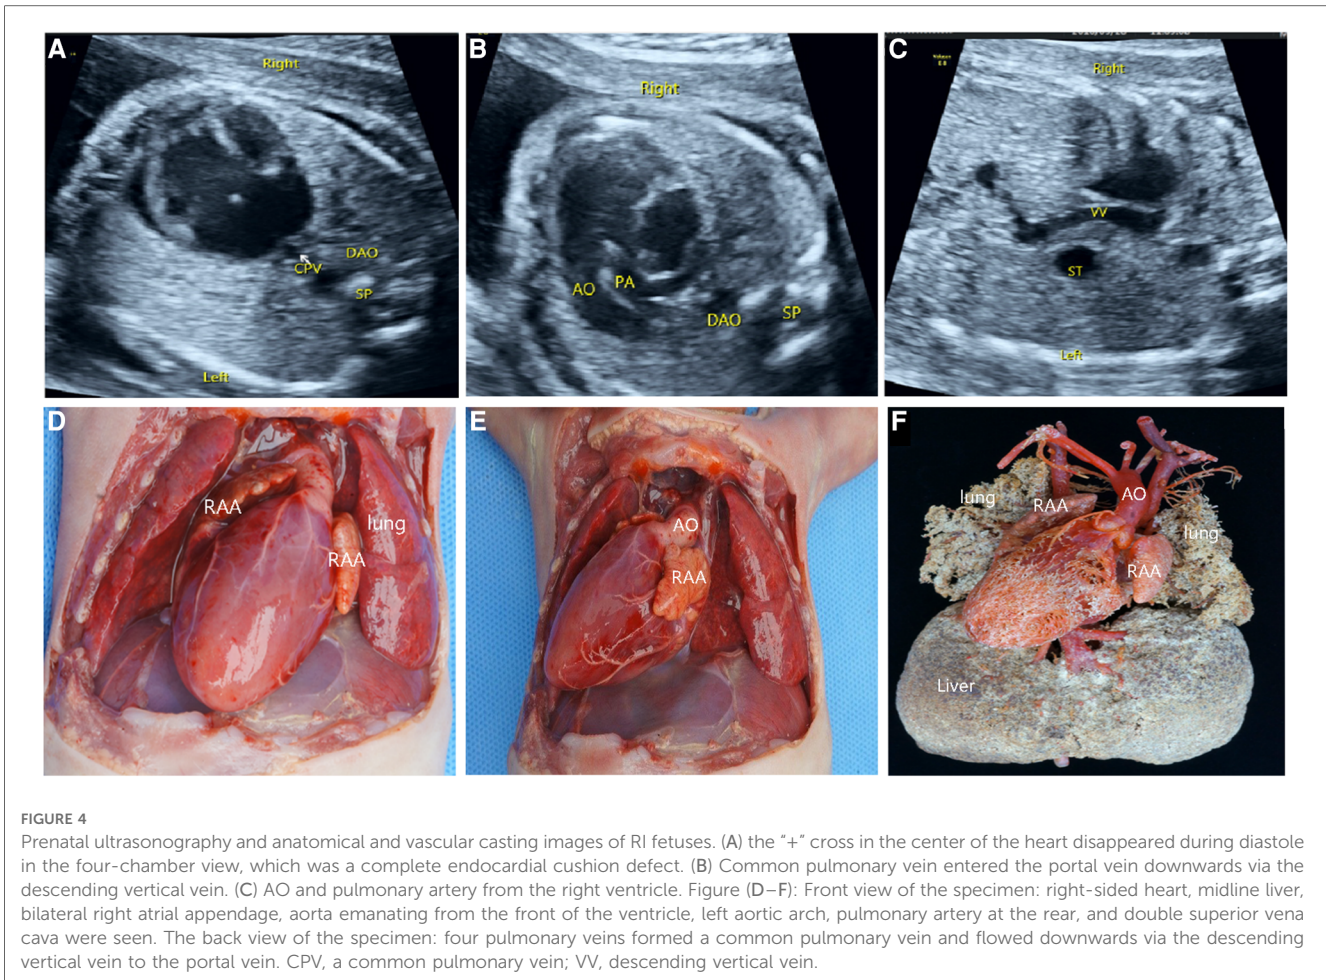 A
Right
DAO
CPV
SP
Left
B
Right
AO
PA
DAO
SP
C
Right
VV
ST
Left
D
RAA
lung
RAA
E
AO
RAA
F
lung
RAA
AO
lung
RAA
Liver
FIGURE 4
Prenatal ultrasonography and anatomical and vascular casting images of RI fetuses. (A) the “+” cross in the center of the heart disappeared during diastole
in the four-chamber view, which was a complete endocardial cushion defect. (B) Common pulmonary vein entered the portal vein downwards via the
descending vertical vein. (C) AO and pulmonary artery from the right ventricle. Figure (D–F): Front view of the specimen: right-sided heart, midline liver,
bilateral right atrial appendage, aorta emanating from the front of the ventricle, left aortic arch, pulmonary artery at the rear, and double superior vena
cava were seen. The back view of the specimen: four pulmonary veins formed a common pulmonary vein and flowed downwards via the descending
vertical vein to the portal vein. CPV, a common pulmonary vein; VV, descending vertical vein.